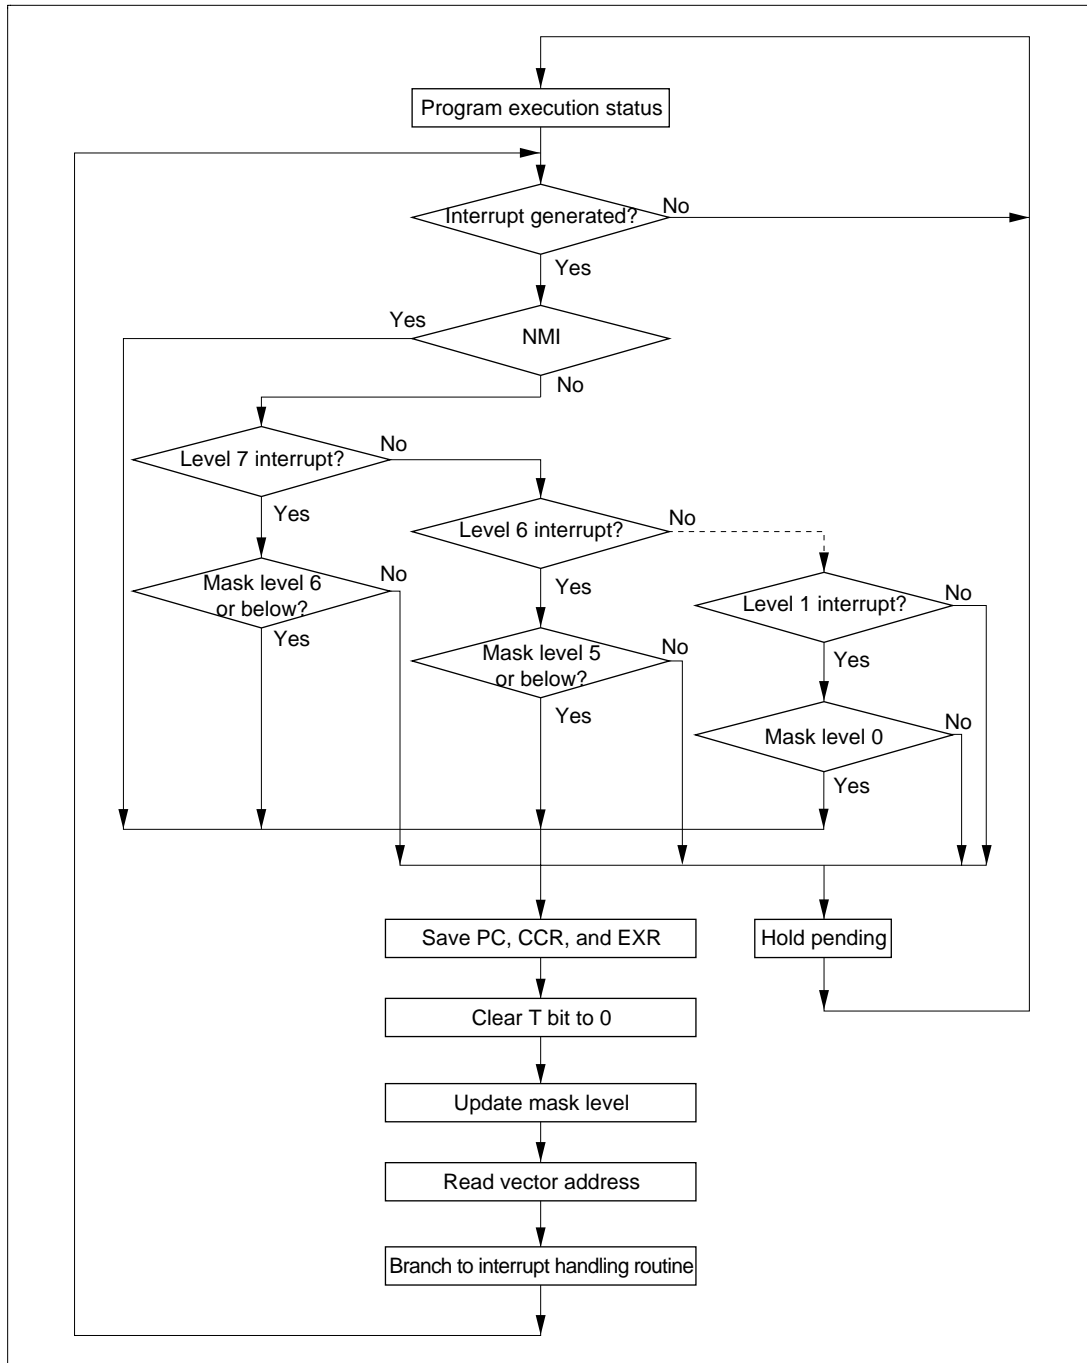 Program execution status
Interrupt generated?
No
Yes
Yes
NMI
No
Level 7 interrupt?
No
Yes
Level 6 interrupt?
No
Yes
Mask level 6
or below?
No
Yes
Level 1 interrupt?
No
Yes
Mask level 5
or below?
No
Yes
Mask level 0
No
Yes
Save PC, CCR, and EXR
Hold pending
Clear T bit to 0
Update mask level
Read vector address
Branch to interrupt handling routine